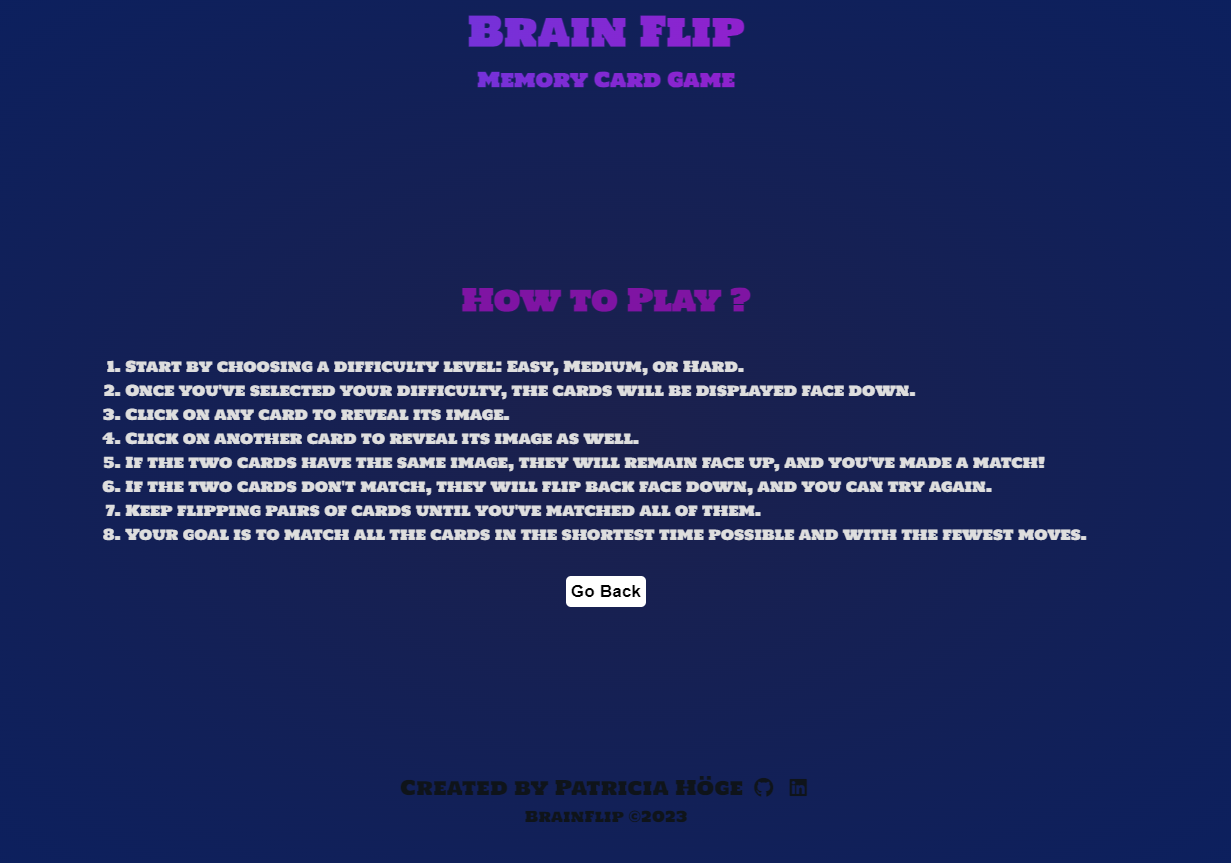 Brain Flip
Memory Card Game
How to Play ?
1. Start by choosing a difficulty level: Easy, Medium, or Hard.
2. Once you've selected your difficulty, the cards will be displayed face down.
3. Click on any card to reveal its image.
4. Click on another card to reveal its image as well.
5. If the two cards have the same image, they will remain face up, and you've made a match!
6. If the two cards don't match, they will flip back face down, and you can try again.
7. Keep flipping pairs of cards until you've matched all of them.
8. Your goal is to match all the cards in the shortest time possible and with the fewest moves.
Go Back
Created by Patricia Höge
BrainFlip ©2023